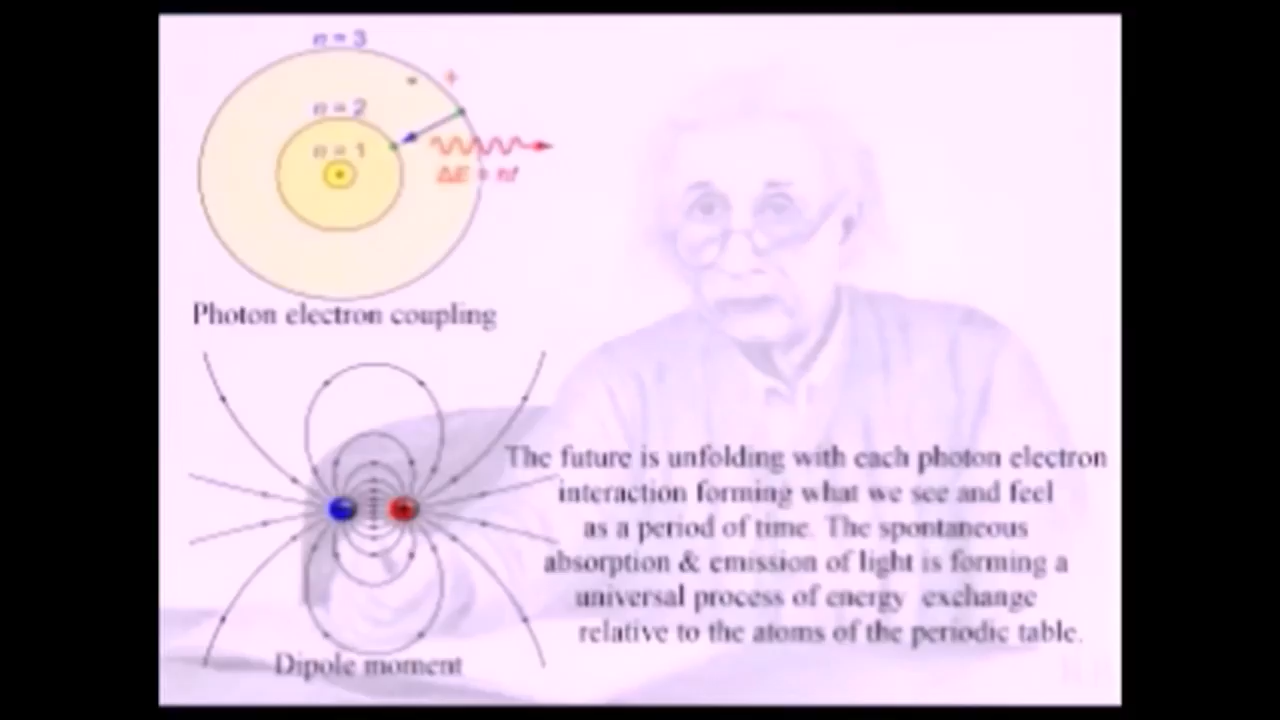 n = 3
n = 2
n = 1
ΔE = hf
Photon electron coupling
The future is unfolding with each photon electron
interaction forming what we see and feel
as a period of time. The spontaneous
absorption & emission of light is forming a
universal process of energy exchange
relative to the atoms of the periodic table.
Dipole moment